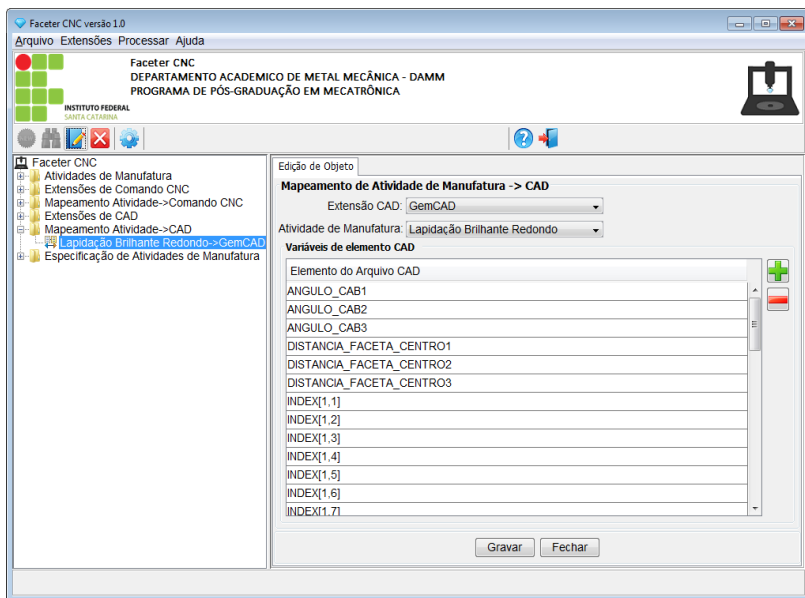 Faceter CNC versão 1.0
Arquivo Extensões Processar Ajuda
Faceter CNC
DEPARTAMENTO ACADEMICO DE METAL MECÂNICA - DAMM
PROGRAMA DE PÓS-GRADUAÇÃO EM MECATRÔNICA
INSTITUTO FEDERAL
SANTA CATARINA
Faceter CNC
Atividades de Manufatura
Extensões de Comando CNC
Mapeamento Atividade->Comando CNC
Extensões de CAD
Mapeamento Atividade->CAD
Lapidação Brilhante Redondo->GemCAD
Especificação de Atividades de Manufatura
Edição de Objeto
Mapeamento de Atividade de Manufatura -> CAD
Extensão CAD: GemCAD
Atividade de Manufatura: Lapidação Brilhante Redondo
Variáveis de elemento CAD
Elemento do Arquivo CAD
ANGULO_CAB1
ANGULO_CAB2
ANGULO_CAB3
DISTANCIA_FACETA_CENTRO1
DISTANCIA_FACETA_CENTRO2
DISTANCIA_FACETA_CENTRO3
INDEX[1,1]
INDEX[1,2]
INDEX[1,3]
INDEX[1,4]
INDEX[1,5]
INDEX[1,6]
INDEX[1,7]
Gravar Fechar